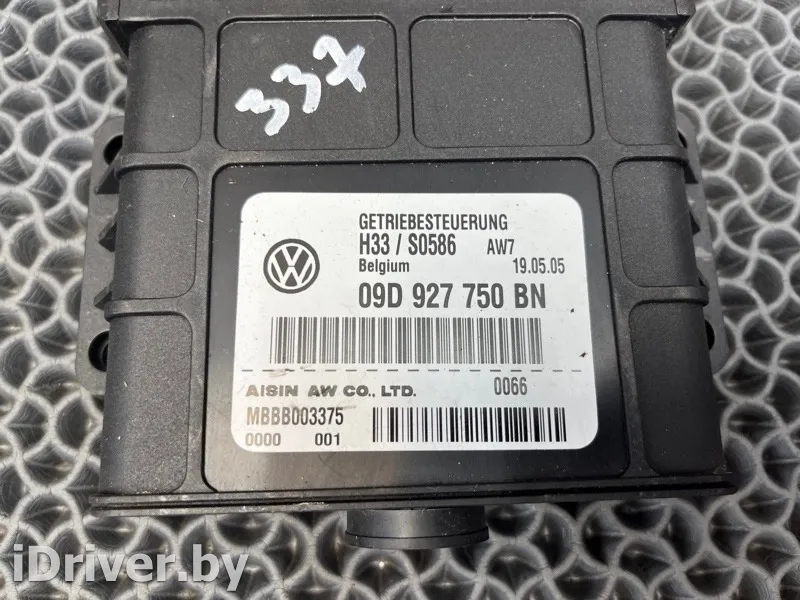 337
GETRIEBESTEUERUNG
H33 / S0586 AW7
Belgium 19.05.05
09D 927 750 BN
AISIN AW CO., LTD. 0066
MBBB003375
0000 001
iDriver.by